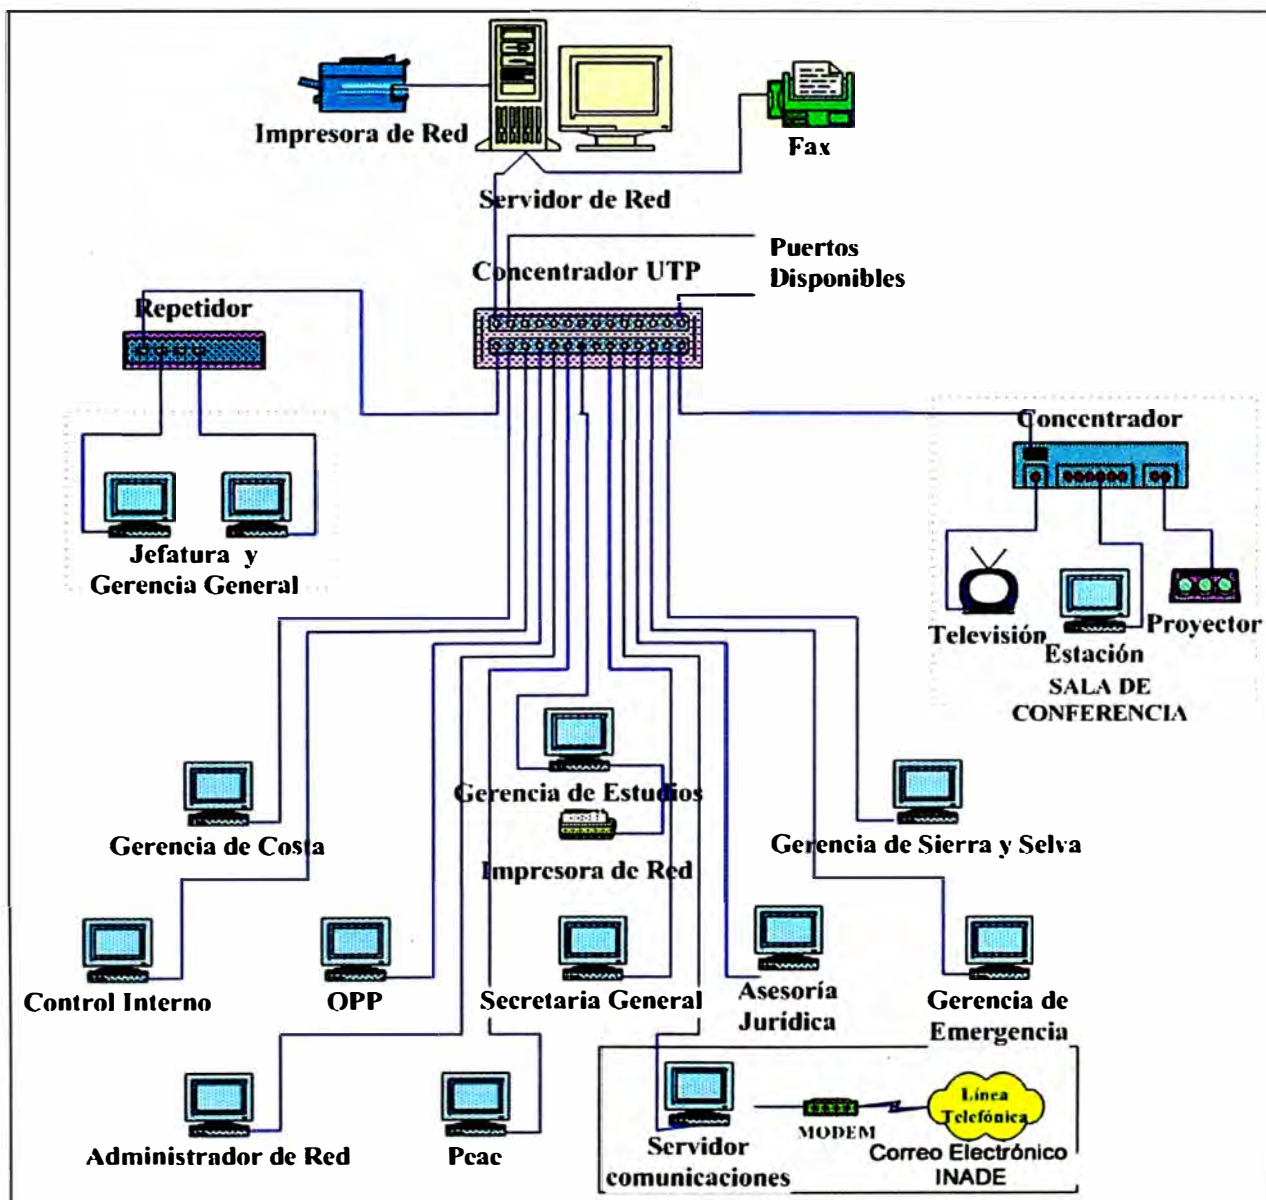 Impresora de Red
Fax
Servidor de Red
Puertos
Disponibles
Concentrador UTP
Repetidor
Concentrador
Jefatura y
Gerencia General
Televisión
Proyector
Estación
SALA DE
CONFERENCIA
Gerencia de Estudios
Gerencia de Costa
Gerencia de Sierra y Selva
Impresora de Red
Control Interno
OPP
Secretaria General
Asesoría
Jurídica
Gerencia de
Emergencia
Administrador de Red
Peac
Servidor
comunicaciones
MODEM
Línea
Telefónica
Correo Electrónico
INADE